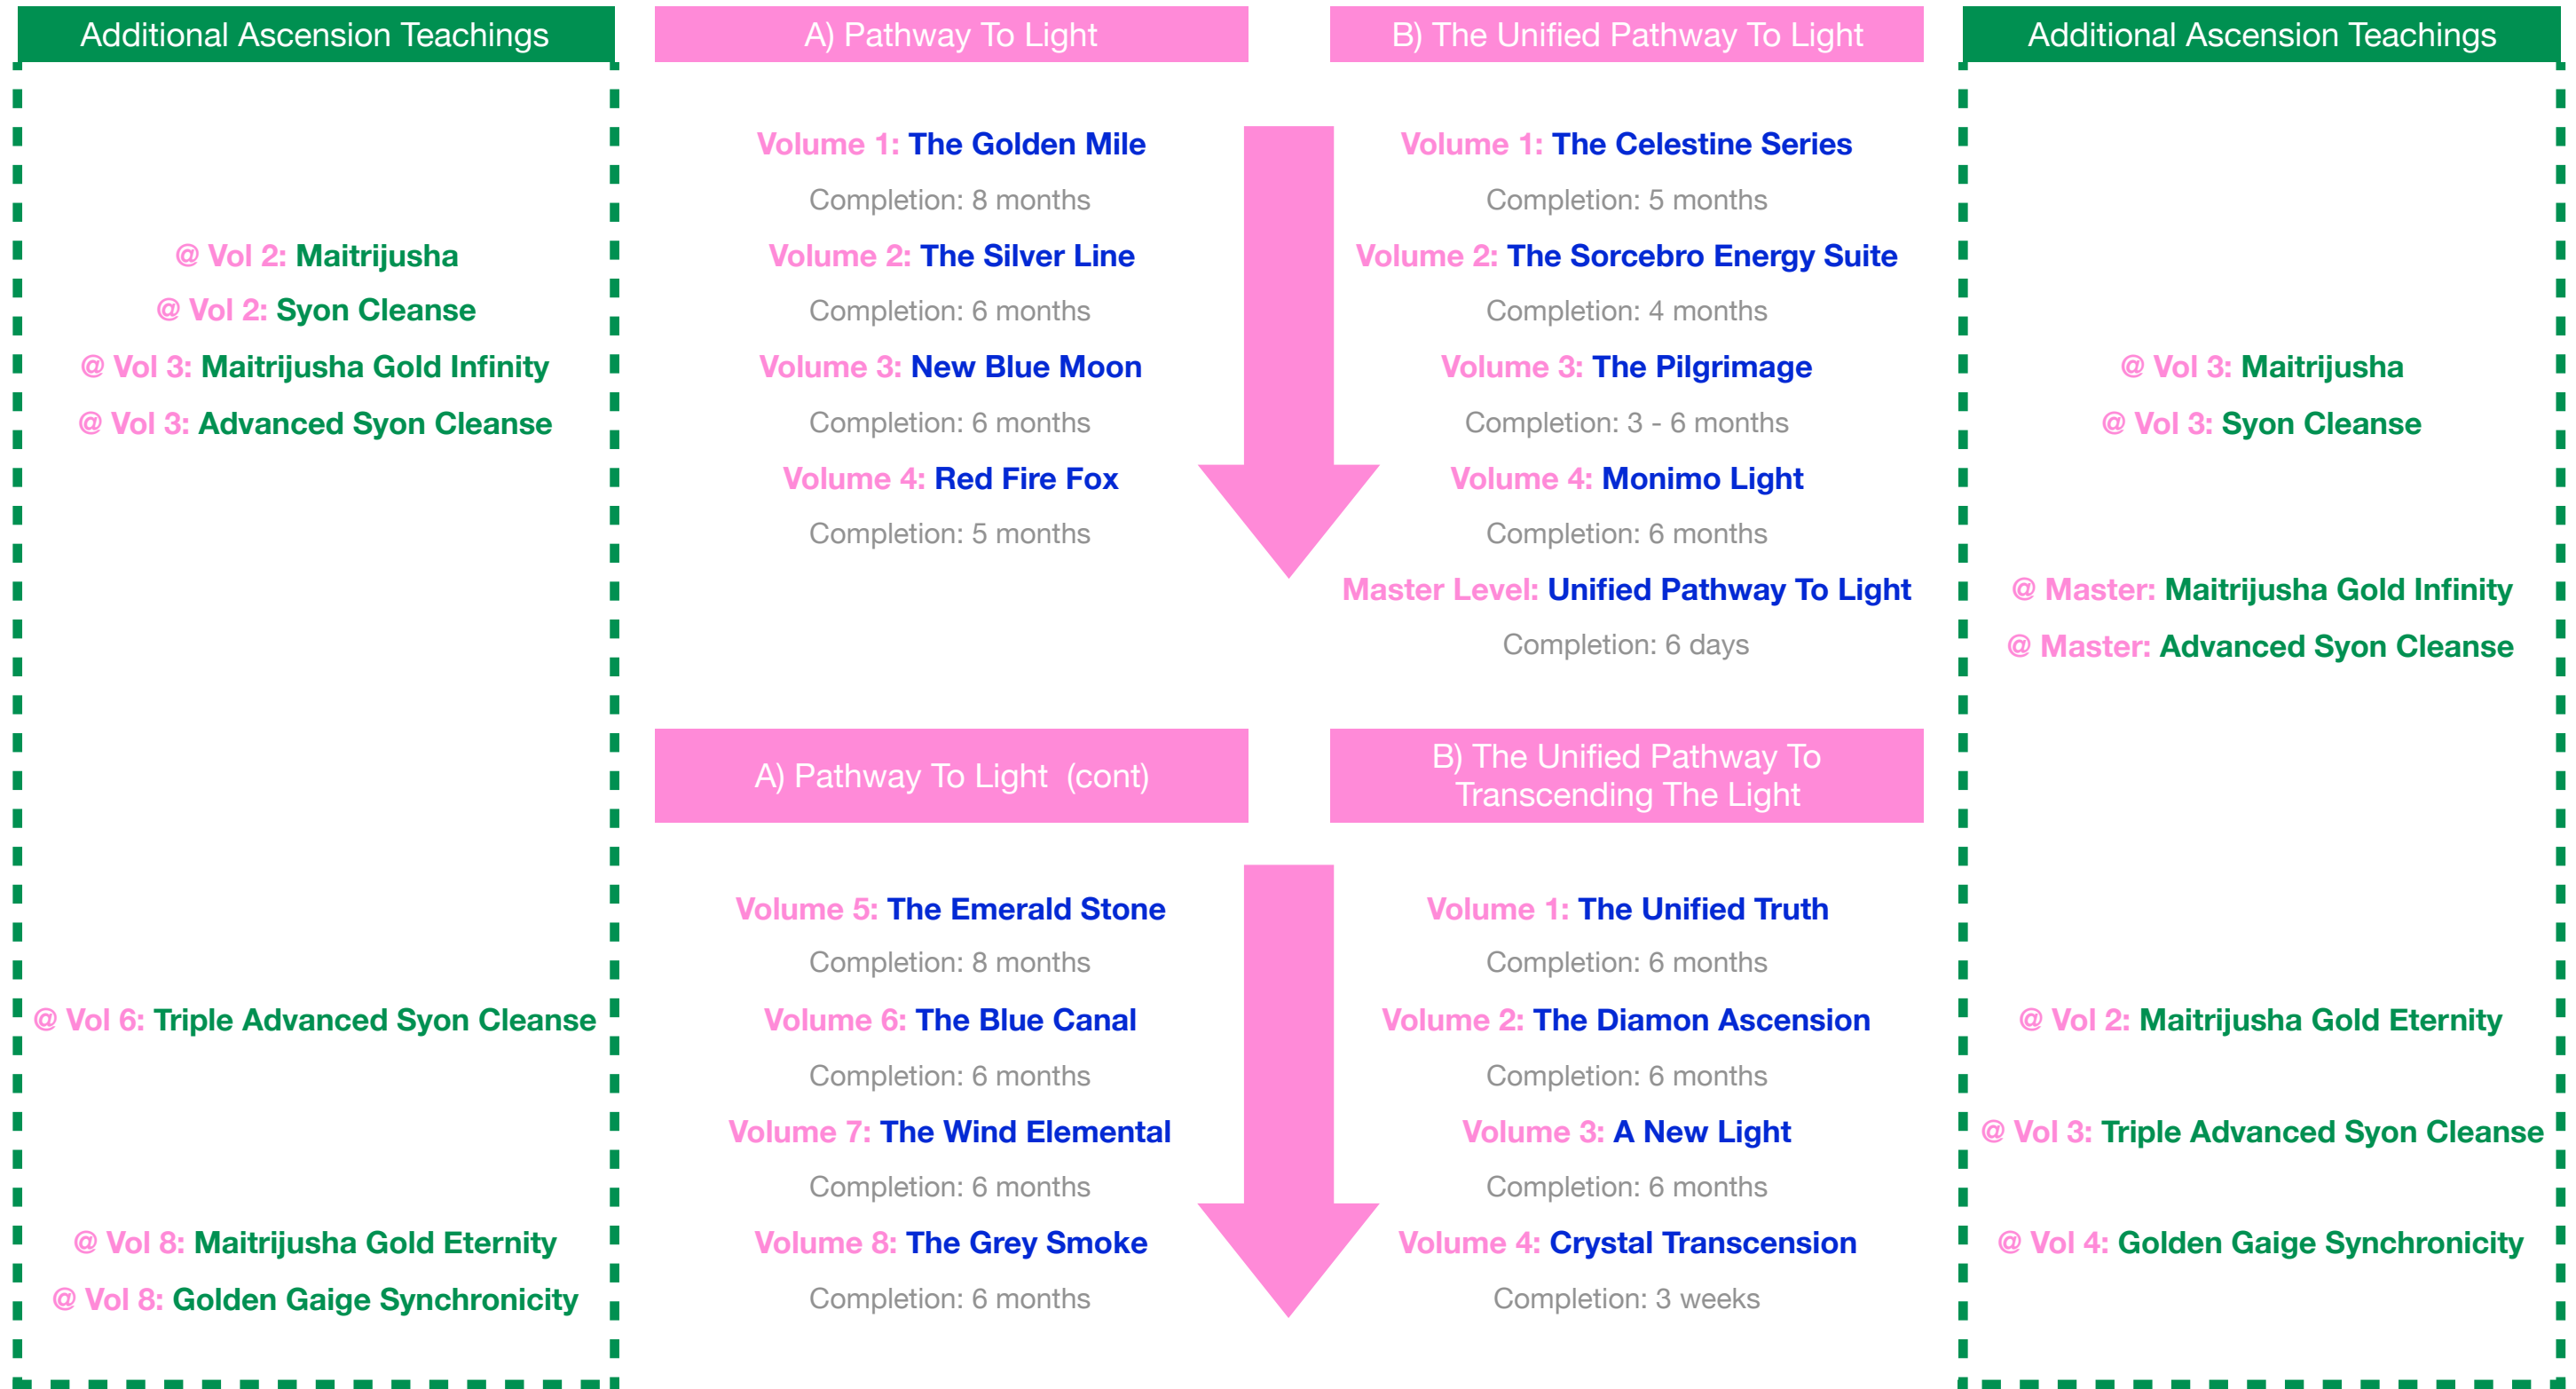 Additional Ascension Teachings
@ Vol 2: Maitrijusha
@ Vol 2: Syon Cleanse
@ Vol 3: Maitrijusha Gold Infinity
@ Vol 3: Advanced Syon Cleanse
@ Vol 6: Triple Advanced Syon Cleanse
@ Vol 8: Maitrijusha Gold Eternity
@ Vol 8: Golden Gaige Synchronicity
A) Pathway To Light
Volume 1: The Golden Mile
Completion: 8 months
Volume 2: The Silver Line
Completion: 6 months
Volume 3: New Blue Moon
Completion: 6 months
Volume 4: Red Fire Fox
Completion: 5 months
B) The Unified Pathway To Light
Volume 1: The Celestine Series
Completion: 5 months
Volume 2: The Sorcebro Energy Suite
Completion: 4 months
Volume 3: The Pilgrimage
Completion: 3 - 6 months
Volume 4: Monimo Light
Completion: 6 months
Master Level: Unified Pathway To Light
Completion: 6 days
A) Pathway To Light (cont)
Volume 5: The Emerald Stone
Completion: 8 months
Volume 6: The Blue Canal
Completion: 6 months
Volume 7: The Wind Elemental
Completion: 6 months
Volume 8: The Grey Smoke
Completion: 6 months
B) The Unified Pathway To
Transcending The Light
Volume 1: The Unified Truth
Completion: 6 months
Volume 2: The Diamon Ascension
Completion: 6 months
Volume 3: A New Light
Completion: 6 months
Volume 4: Crystal Transcension
Completion: 3 weeks
Additional Ascension Teachings
@ Vol 3: Maitrijusha
@ Vol 3: Syon Cleanse
@ Master: Maitrijusha Gold Infinity
@ Master: Advanced Syon Cleanse
@ Vol 2: Maitrijusha Gold Eternity
@ Vol 3: Triple Advanced Syon Cleanse
@ Vol 4: Golden Gaige Synchronicity